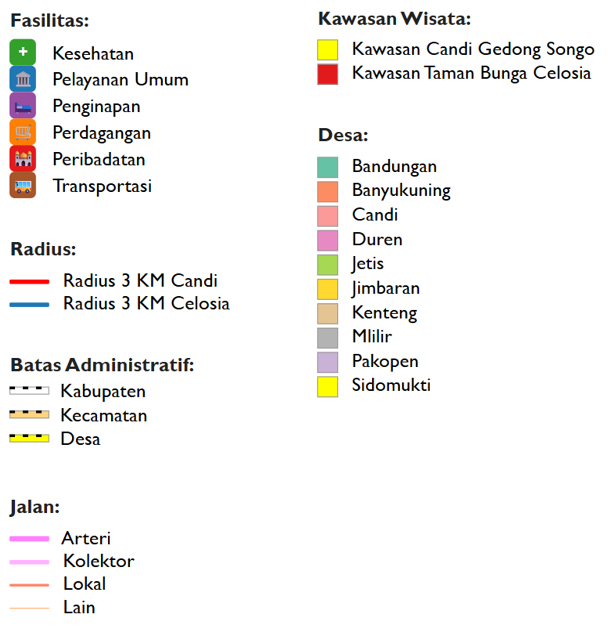 Fasilitas:
Kesehatan
Pelayanan Umum
Penginapan
Perdagangan
Peribadatan
Transportasi
Radius:
Radius 3 KM Candi
Radius 3 KM Celosia
Batas Administratif:
Kabupaten
Kecamatan
Desa
Jalan:
Arteri
Kolektor
Lokal
Lain
Kawasan Wisata:
Kawasan Candi Gedong Songo
Kawasan Taman Bunga Celosia
Desa:
Bandungan
Banyukuning
Candi
Duren
Jetis
Jimbaran
Kenteng
Mlilir
Pakopen
Sidomukti